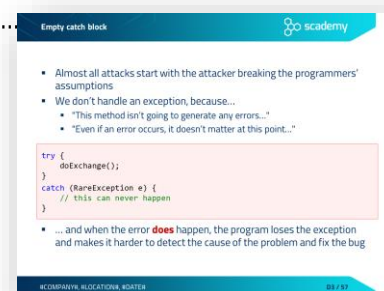 Empty catch block
scademy
Almost all attacks start with the attacker breaking the programmers'
assumptions
We don't handle an exception, because...
"This method isn't going to generate any errors..."
"Even if an error occurs, it doesn't matter at this point..."
try {
doExchange();
}
catch (RareException e) {
// this can never happen
}
... and when the error does happen, the program loses the exception
and makes it harder to detect the cause of the problem and fix the bug
#COMPANY#, #LOCATION#, #DATE#
D3 / 57